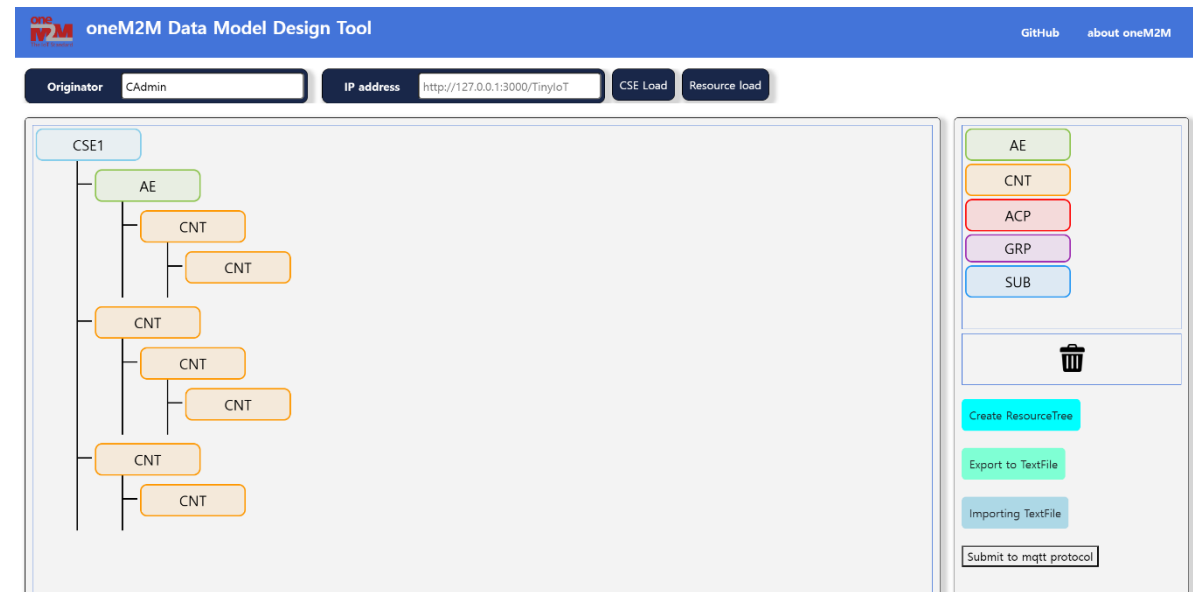 one
M2M
oneM2M Data Model Design Tool
GitHub
about oneM2M
Originator
CAdmin
IP address
http://127.0.0.1:3000/TinyIoT
CSE Load
Resource load
CSE1
AE
CNT
CNT
CNT
CNT
CNT
CNT
CNT
AE
CNT
ACP
GRP
SUB
Create ResourceTree
Export to TextFile
Importing TextFile
Submit to mqtt protocol